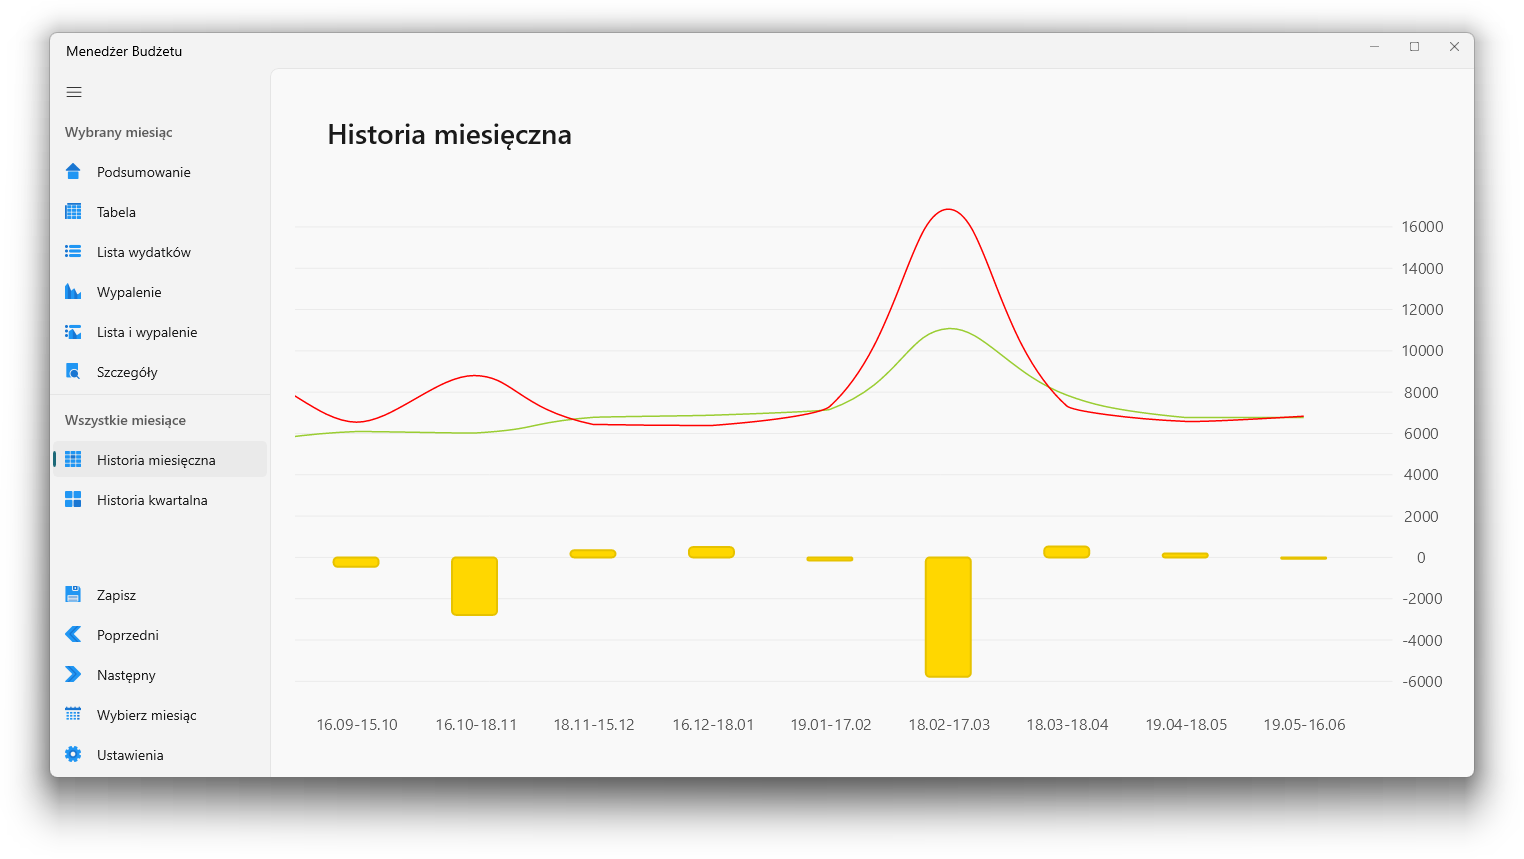 Menedżer Budżetu
Wybrany miesiąc
Podsumowanie
Tabela
Lista wydatków
Wypalenie
Lista i wypalenie
Szczegóły
Wszystkie miesiące
Historia miesięczna
Historia kwartalna
Zapisz
Poprzedni
Następny
Wybierz miesiąc
Ustawienia
Historia miesięczna
16000
14000
12000
10000
8000
6000
4000
2000
0
-2000
-4000
-6000
16.09-15.10 16.10-18.11 18.11-15.12 16.12-18.01 19.01-17.02 18.02-17.03 18.03-18.04 19.04-18.05 19.05-16.06